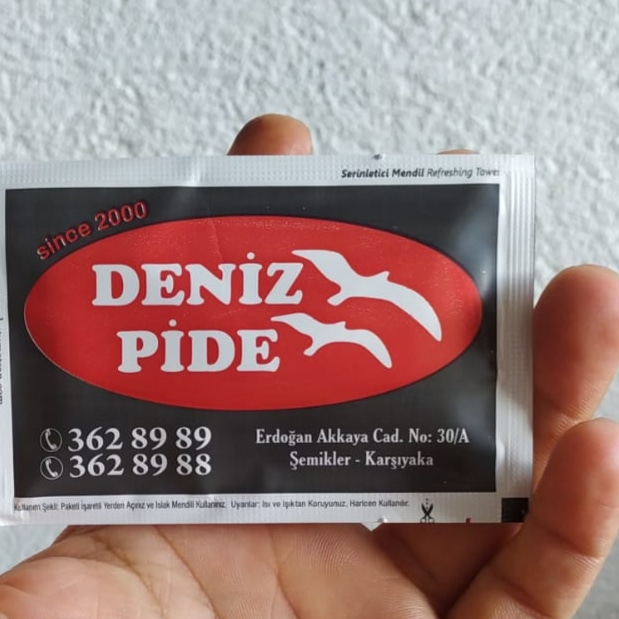 Serinletici Mendil Refreshing Towel
since 2000
DENİZ
PİDE
362 89 89
362 89 88
Erdoğan Akkaya Cad. No: 30/A
Şemikler - Karşıyaka
Kullanım Şekli: Paketi İşaretli Yerden Açınız ve Islak Mendili Kullanınız. Uyarılar: Isı ve Işıktan Koruyunuz. Haricen Kullanılır.